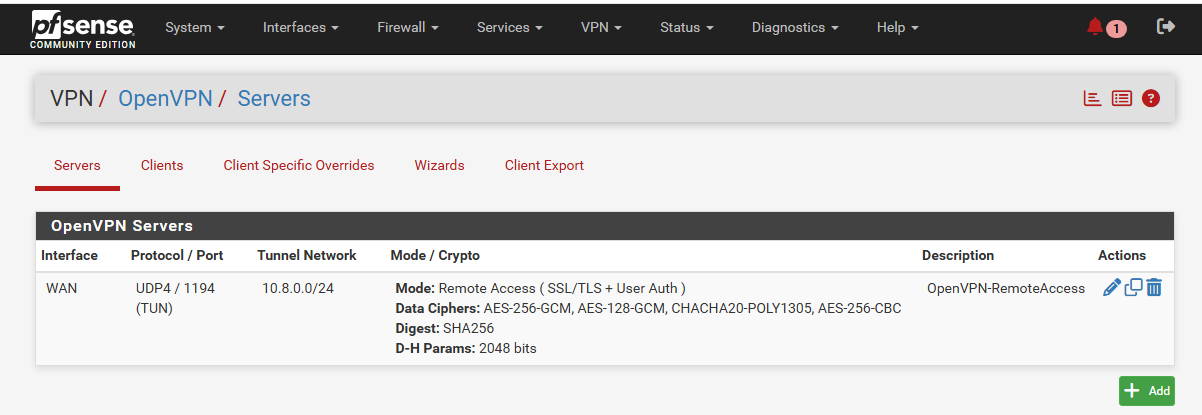 pfsense COMMUNITY EDITION System Interfaces Firewall Services VPN Status Diagnostics Help 1
VPN / OpenVPN / Servers
Servers Clients Client Specific Overrides Wizards Client Export
OpenVPN Servers
Interface Protocol / Port Tunnel Network Mode / Crypto Description Actions
WAN UDP4 / 1194 (TUN) 10.8.0.0/24 Mode: Remote Access ( SSL/TLS + User Auth ) OpenVPN-RemoteAccess
Data Ciphers: AES-256-GCM, AES-128-GCM, CHACHA20-POLY1305, AES-256-CBC
Digest: SHA256
D-H Params: 2048 bits
Add